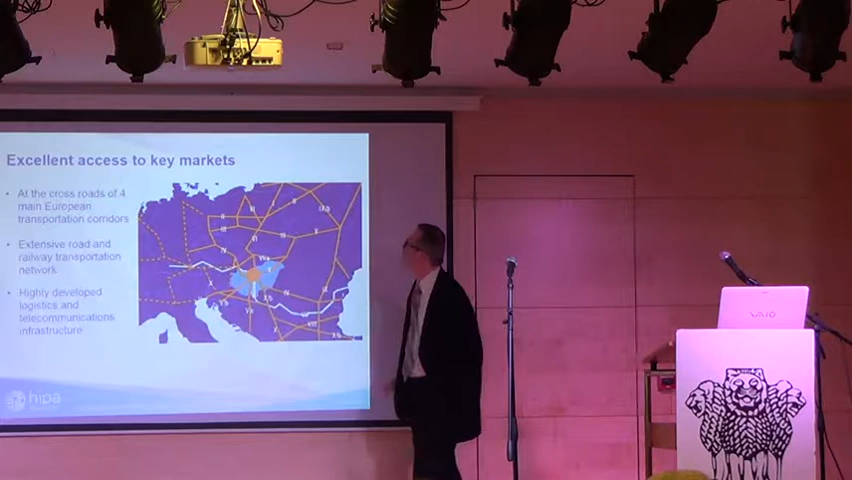 Excellent access to key markets
• At the cross roads of 4
main European
transportation corridors
• Extensive road and
railway transportation
network
• Highly developed
logistics and
telecommunications
infrastructure
hipa
VAIO